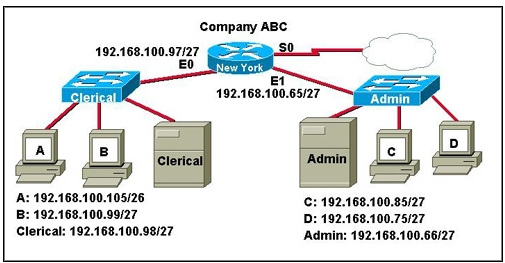 Company ABC
192.168.100.97/27
S0
E0
New York
E1
192.168.100.65/27
Clerical
Admin
A
B
Clerical
Admin
C
D
A: 192.168.100.105/26
B: 192.168.100.99/27
Clerical: 192.168.100.98/27
C: 192.168.100.85/27
D: 192.168.100.75/27
Admin: 192.168.100.66/27